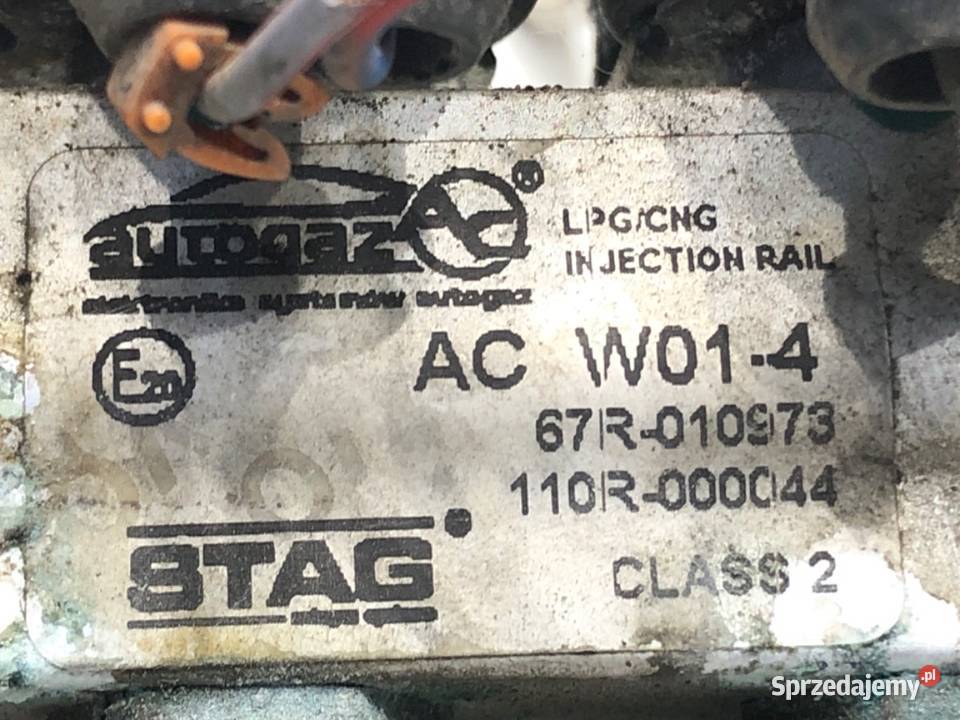 autogaz ®
LPG/CNG
INJECTION RAIL
elektronika systemów autogaz
E20
AC W01-4
67R-010973
110R-000044
STAG
CLASS 2
Sprzedajemy.pl